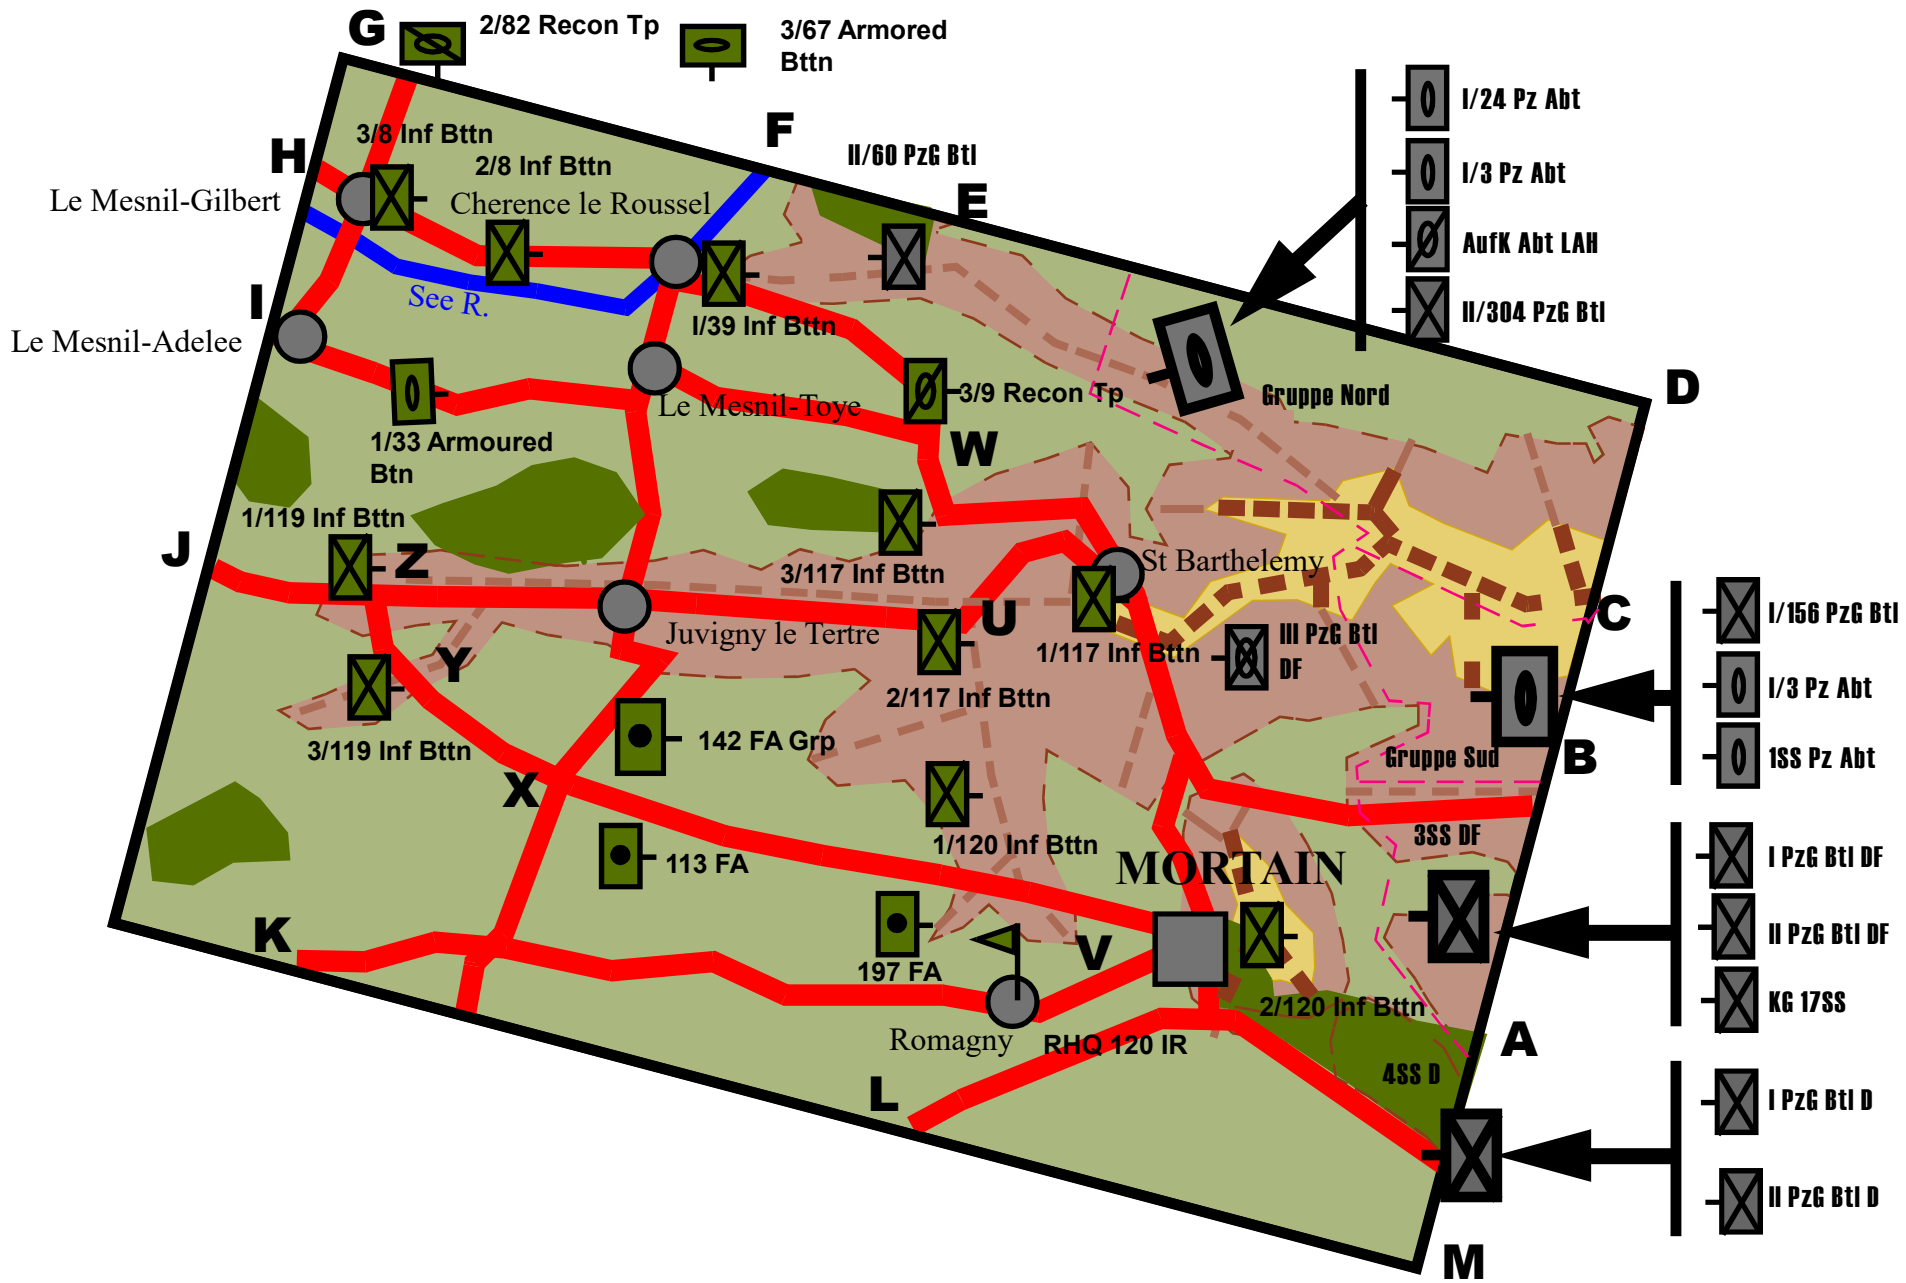 G
2/82 Recon Tp
3/67 Armored
Bttn
I/24 Pz Abt
F
3/8 Inf Bttn
H
2/8 Inf Bttn
II/60 PzG Btl
I/3 Pz Abt
Le Mesnil-Gilbert
Cherence le Roussel
E
AufK Abt LAH
I
See R.
I/39 Inf Bttn
II/304 PzG Btl
Le Mesnil-Adelee
Le Mesnil-Toye
3/9 Recon Tp
Gruppe Nord
D
1/33 Armoured
Btn
W
1/119 Inf Bttn
J
Z
3/117 Inf Bttn
St Barthelemy
U
C
I/156 PzG Btl
Juvigny le Tertre
1/117 Inf Bttn
III PzG Btl
DF
Y
2/117 Inf Bttn
I/3 Pz Abt
3/119 Inf Bttn
142 FA Grp
Gruppe Sud
B
1SS Pz Abt
X
3SS DF
113 FA
1/120 Inf Bttn
MORTAIN
I PzG Btl DF
K
V
II PzG Btl DF
197 FA
2/120 Inf Bttn
KG 17SS
Romagny
RHQ 120 IR
A
L
4SS D
I PzG Btl D
II PzG Btl D
M